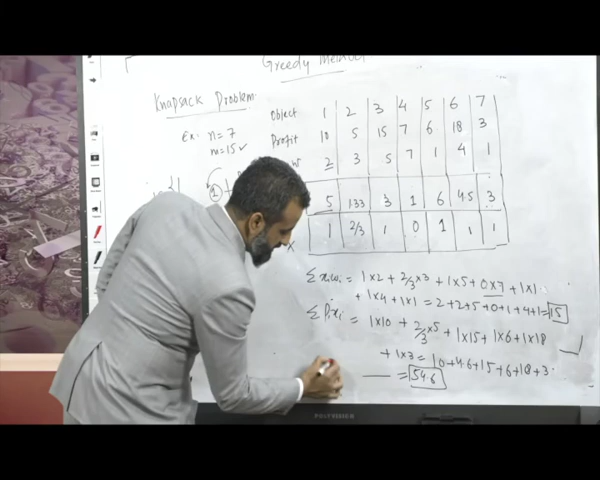 Greedy Method
Knapsack Problem
Object 1 2 3 4 5 6 7
Ex: n=7
Profit 10 5 15 7 6 18 3
m=15 ✓
w 2 3 5 7 1 4 1
①
5 1.33 3 1 6 4.5 3
x 1 2/3 1 0 1 1 1
Σxiwi = 1×2 + 2/3×3 + 1×5 + 0×7 + 1×1
+ 1×4 + 1×1 = 2+2+5+0+1+4+1=15
ΣPixi = 1×10 + 2/3×5 + 1×15 + 1×6 + 1×18
+ 1×3 = 10+4.6+15+6+18+3
= 54.6
POLYVISION